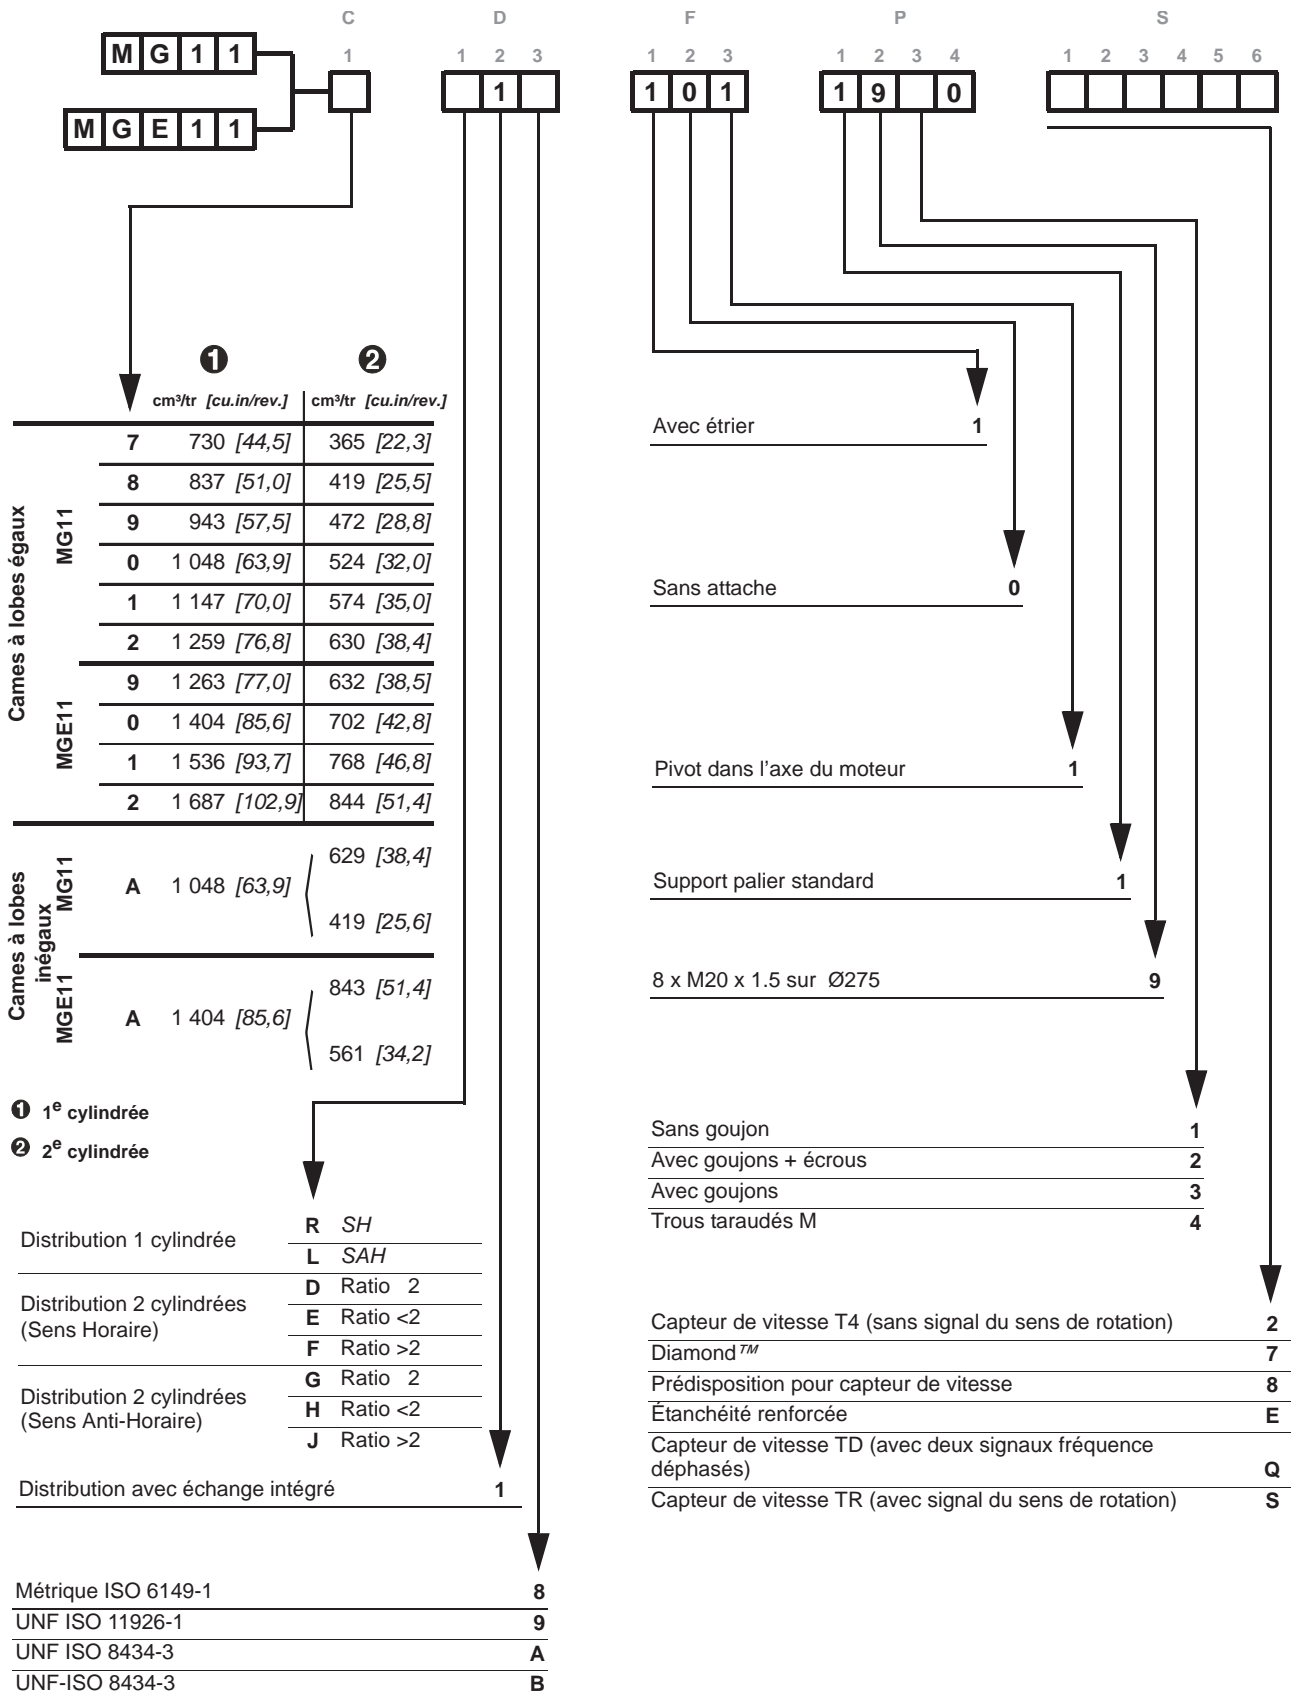 C D F P S
1 1 2 3 1 2 3 1 2 3 4 1 2 3 4 5 6
M G 1 1
1 1 0 1 1 9 0
M G E 1 1
❶ ❷
cm³/tr [cu.in/rev.] cm³/tr [cu.in/rev.]
Cames à lobes égaux
MG11
7 730 [44,5] 365 [22,3]
8 837 [51,0] 419 [25,5]
9 943 [57,5] 472 [28,8]
0 1 048 [63,9] 524 [32,0]
1 1 147 [70,0] 574 [35,0]
2 1 259 [76,8] 630 [38,4]
MGE11
9 1 263 [77,0] 632 [38,5]
0 1 404 [85,6] 702 [42,8]
1 1 536 [93,7] 768 [46,8]
2 1 687 [102,9] 844 [51,4]
Cames à lobes
inégaux
MG11
A 1 048 [63,9]
629 [38,4]
419 [25,6]
MGE11
A 1 404 [85,6]
843 [51,4]
561 [34,2]
❶ 1e cylindrée
❷ 2e cylindrée
Distribution 1 cylindrée
R SH
L SAH
Distribution 2 cylindrées
(Sens Horaire)
D Ratio 2
E Ratio <2
F Ratio >2
Distribution 2 cylindrées
(Sens Anti-Horaire)
G Ratio 2
H Ratio <2
J Ratio >2
Distribution avec échange intégré 1
Métrique ISO 6149-1 8
UNF ISO 11926-1 9
UNF ISO 8434-3 A
UNF-ISO 8434-3 B
Avec étrier 1
Sans attache 0
Pivot dans l'axe du moteur 1
Support palier standard 1
8 x M20 x 1.5 sur Ø275 9
Sans goujon 1
Avec goujons + écrous 2
Avec goujons 3
Trous taraudés M 4
Capteur de vitesse T4 (sans signal du sens de rotation) 2
Diamond™ 7
Prédisposition pour capteur de vitesse 8
Étanchéité renforcée E
Capteur de vitesse TD (avec deux signaux fréquence
déphasés) Q
Capteur de vitesse TR (avec signal du sens de rotation) S